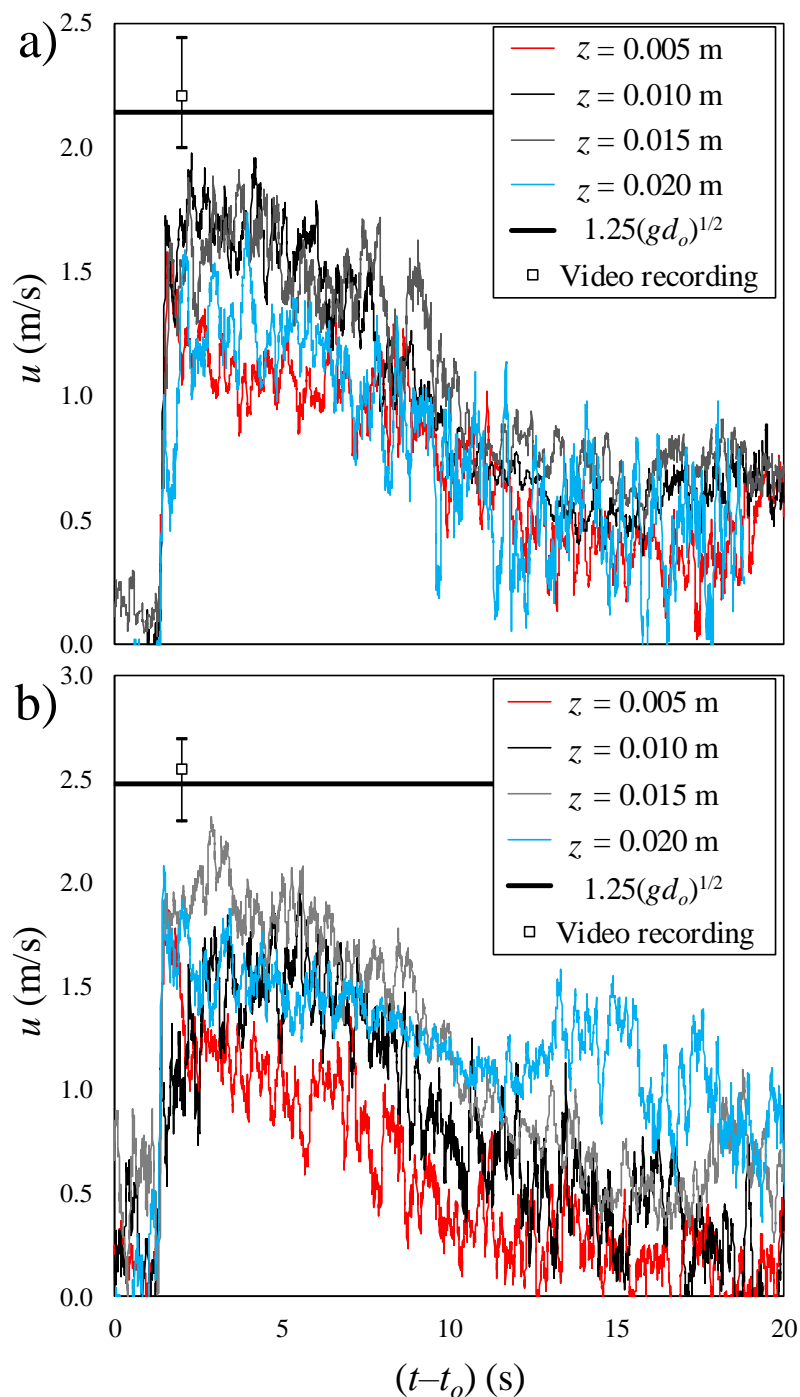 a)
2.5
2.0
1.5
1.0
0.5
0.0
u (m/s)
z = 0.005 m
z = 0.010 m
z = 0.015 m
z = 0.020 m
1.25(gdₒ)¹/²
Video recording
b)
3.0
2.5
2.0
1.5
1.0
0.5
0.0
u (m/s)
z = 0.005 m
z = 0.010 m
z = 0.015 m
z = 0.020 m
1.25(gdₒ)¹/²
Video recording
0 5 10 15 20
(t–tₒ) (s)